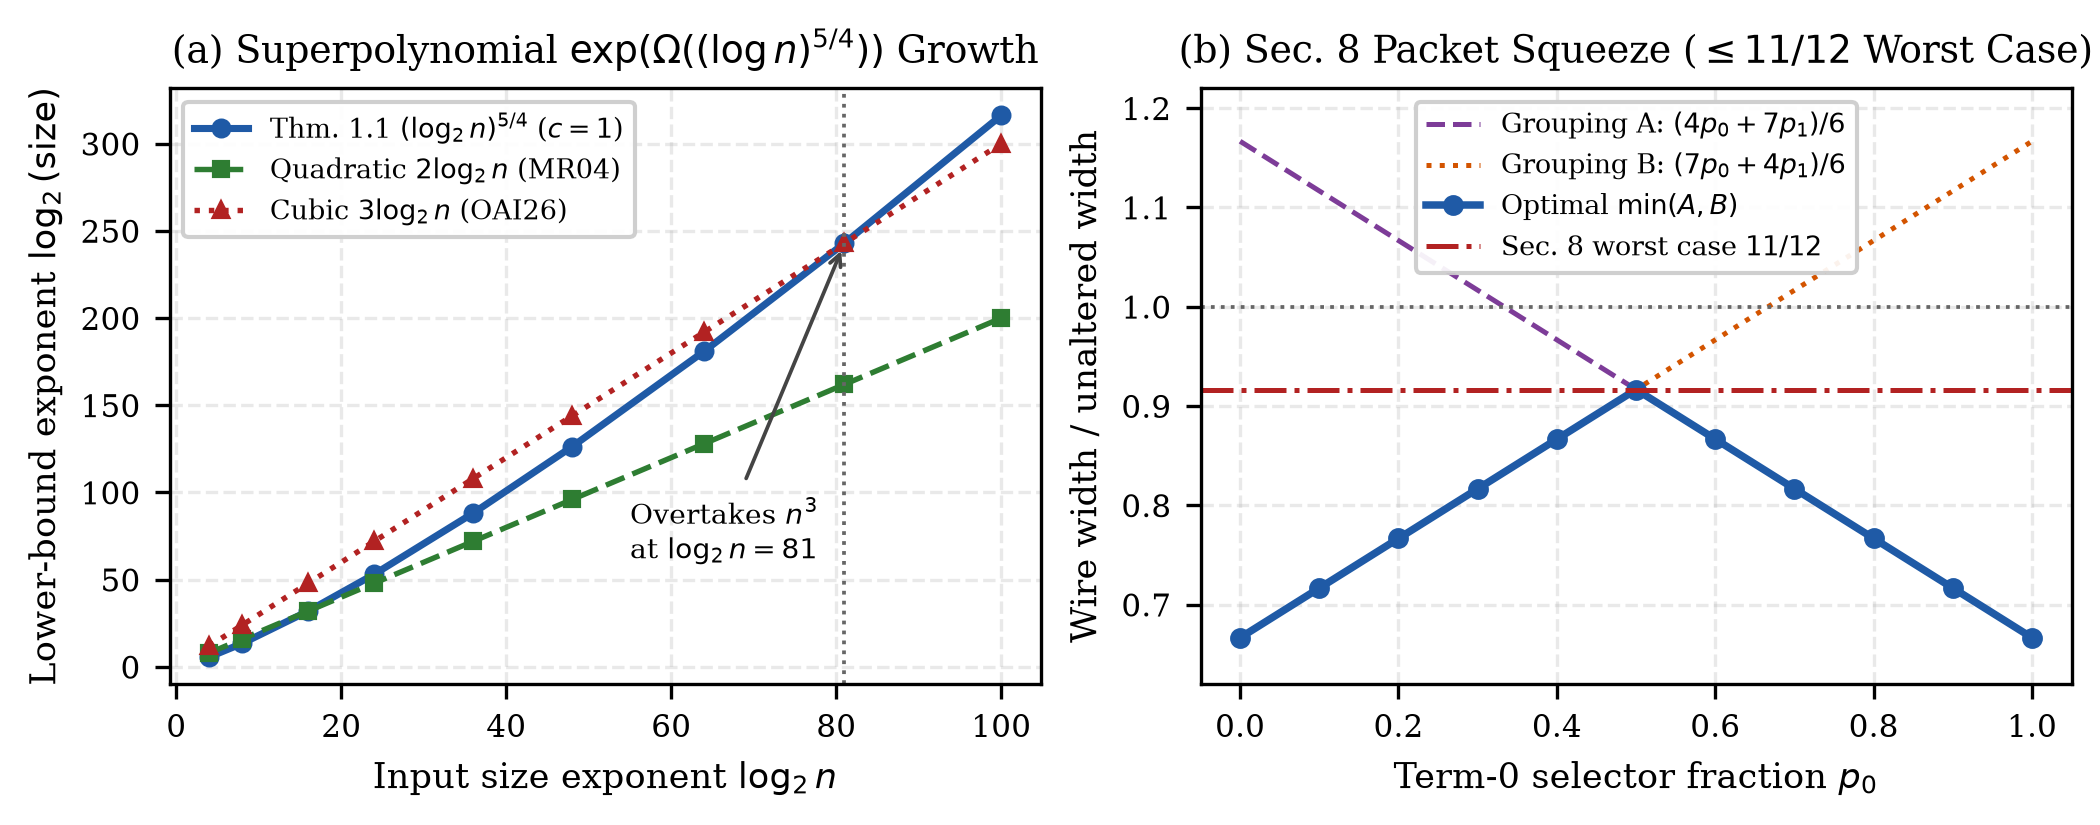 (a) Superpolynomial exp(Ω((log n)^{5/4})) Growth
Lower-bound exponent log₂ (size)
300
250
200
150
100
50
0
Thm. 1.1 (log₂ n)^{5/4} (c = 1)
Quadratic 2log₂ n (MR04)
Cubic 3log₂ n (OAI26)
Overtakes n³
at log₂ n = 81
0 20 40 60 80 100
Input size exponent log₂ n
(b) Sec. 8 Packet Squeeze (≤ 11/12 Worst Case)
Wire width / unaltered width
1.2
1.1
1.0
0.9
0.8
0.7
Grouping A: (4p₀ + 7p₁)/6
Grouping B: (7p₀ + 4p₁)/6
Optimal min(A, B)
Sec. 8 worst case 11/12
0.0 0.2 0.4 0.6 0.8 1.0
Term-0 selector fraction p₀